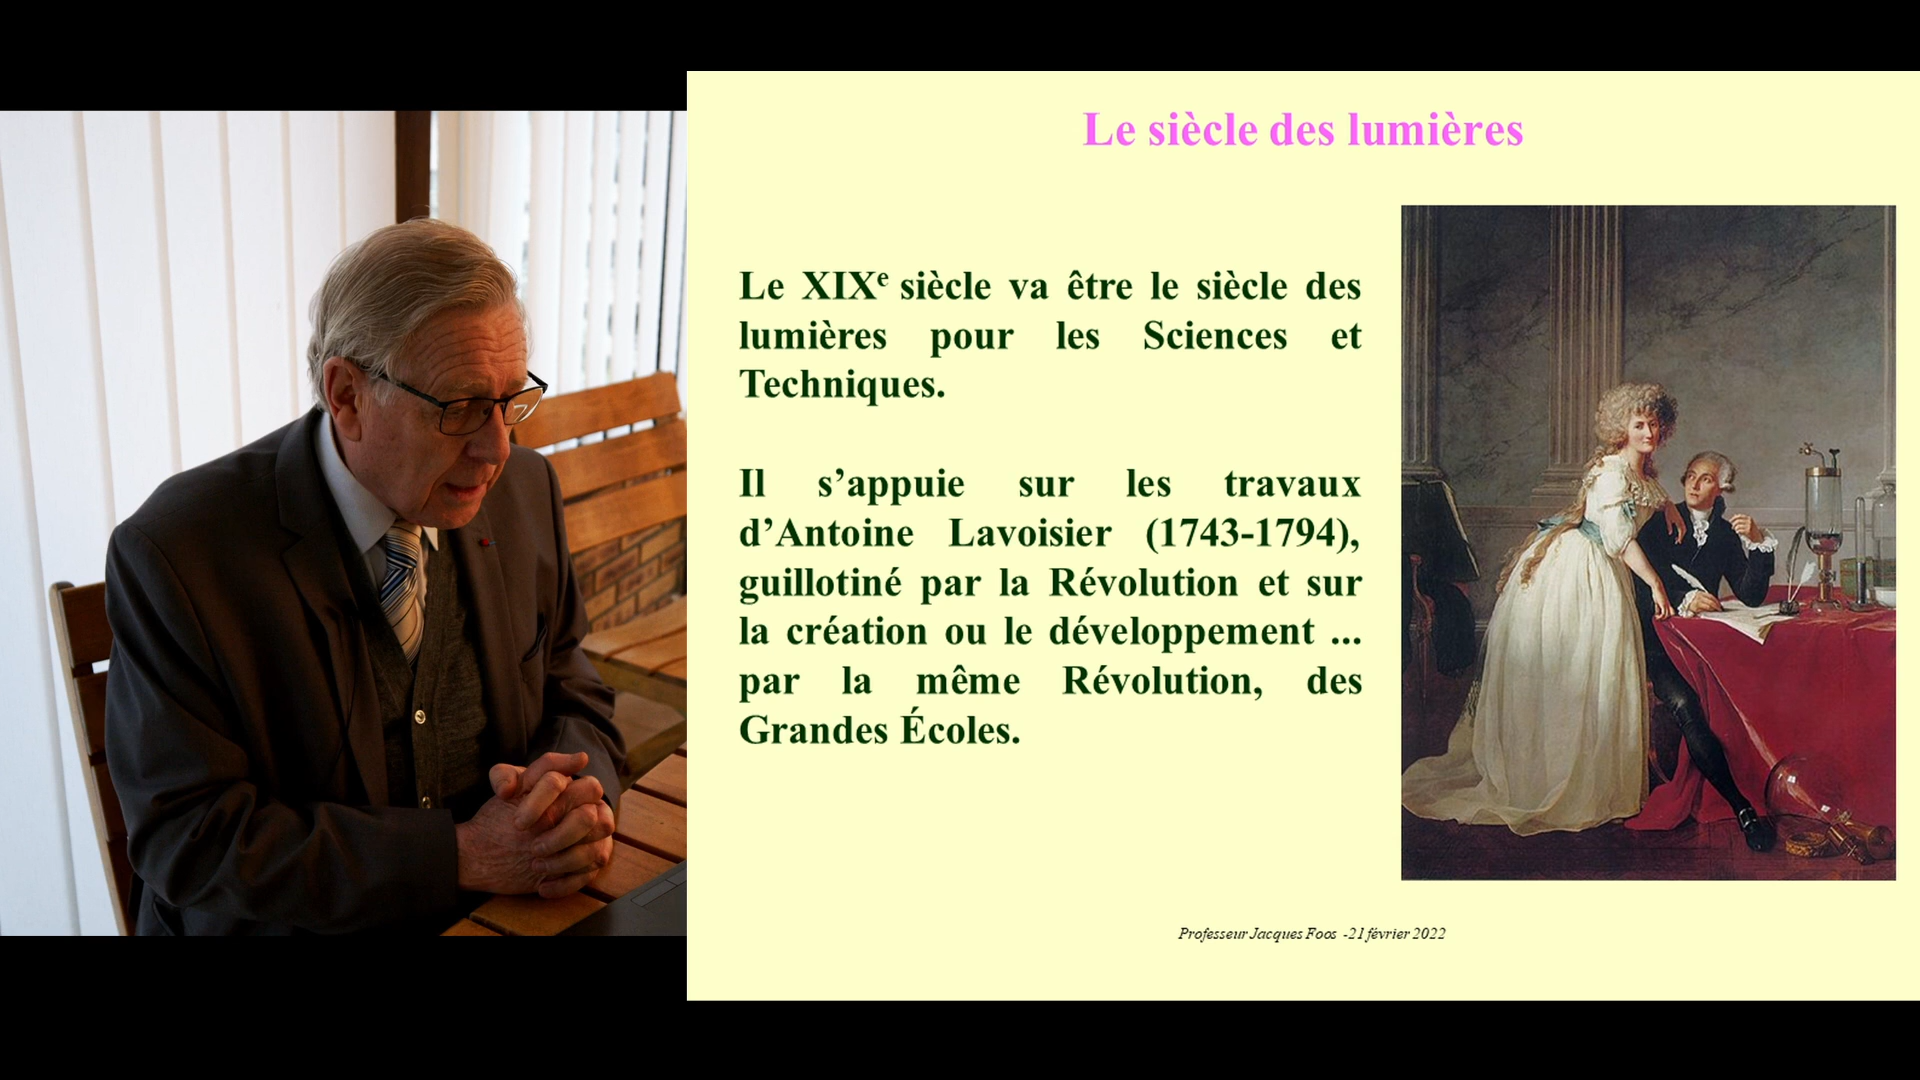 Le siècle des lumières
Le XIXe siècle va être le siècle des
lumières pour les Sciences et
Techniques.
Il s’appuie sur les travaux
d’Antoine Lavoisier (1743-1794),
guillotiné par la Révolution et sur
la création ou le développement ...
par la même Révolution, des
Grandes Écoles.
Professeur Jacques Foos -21 février 2022